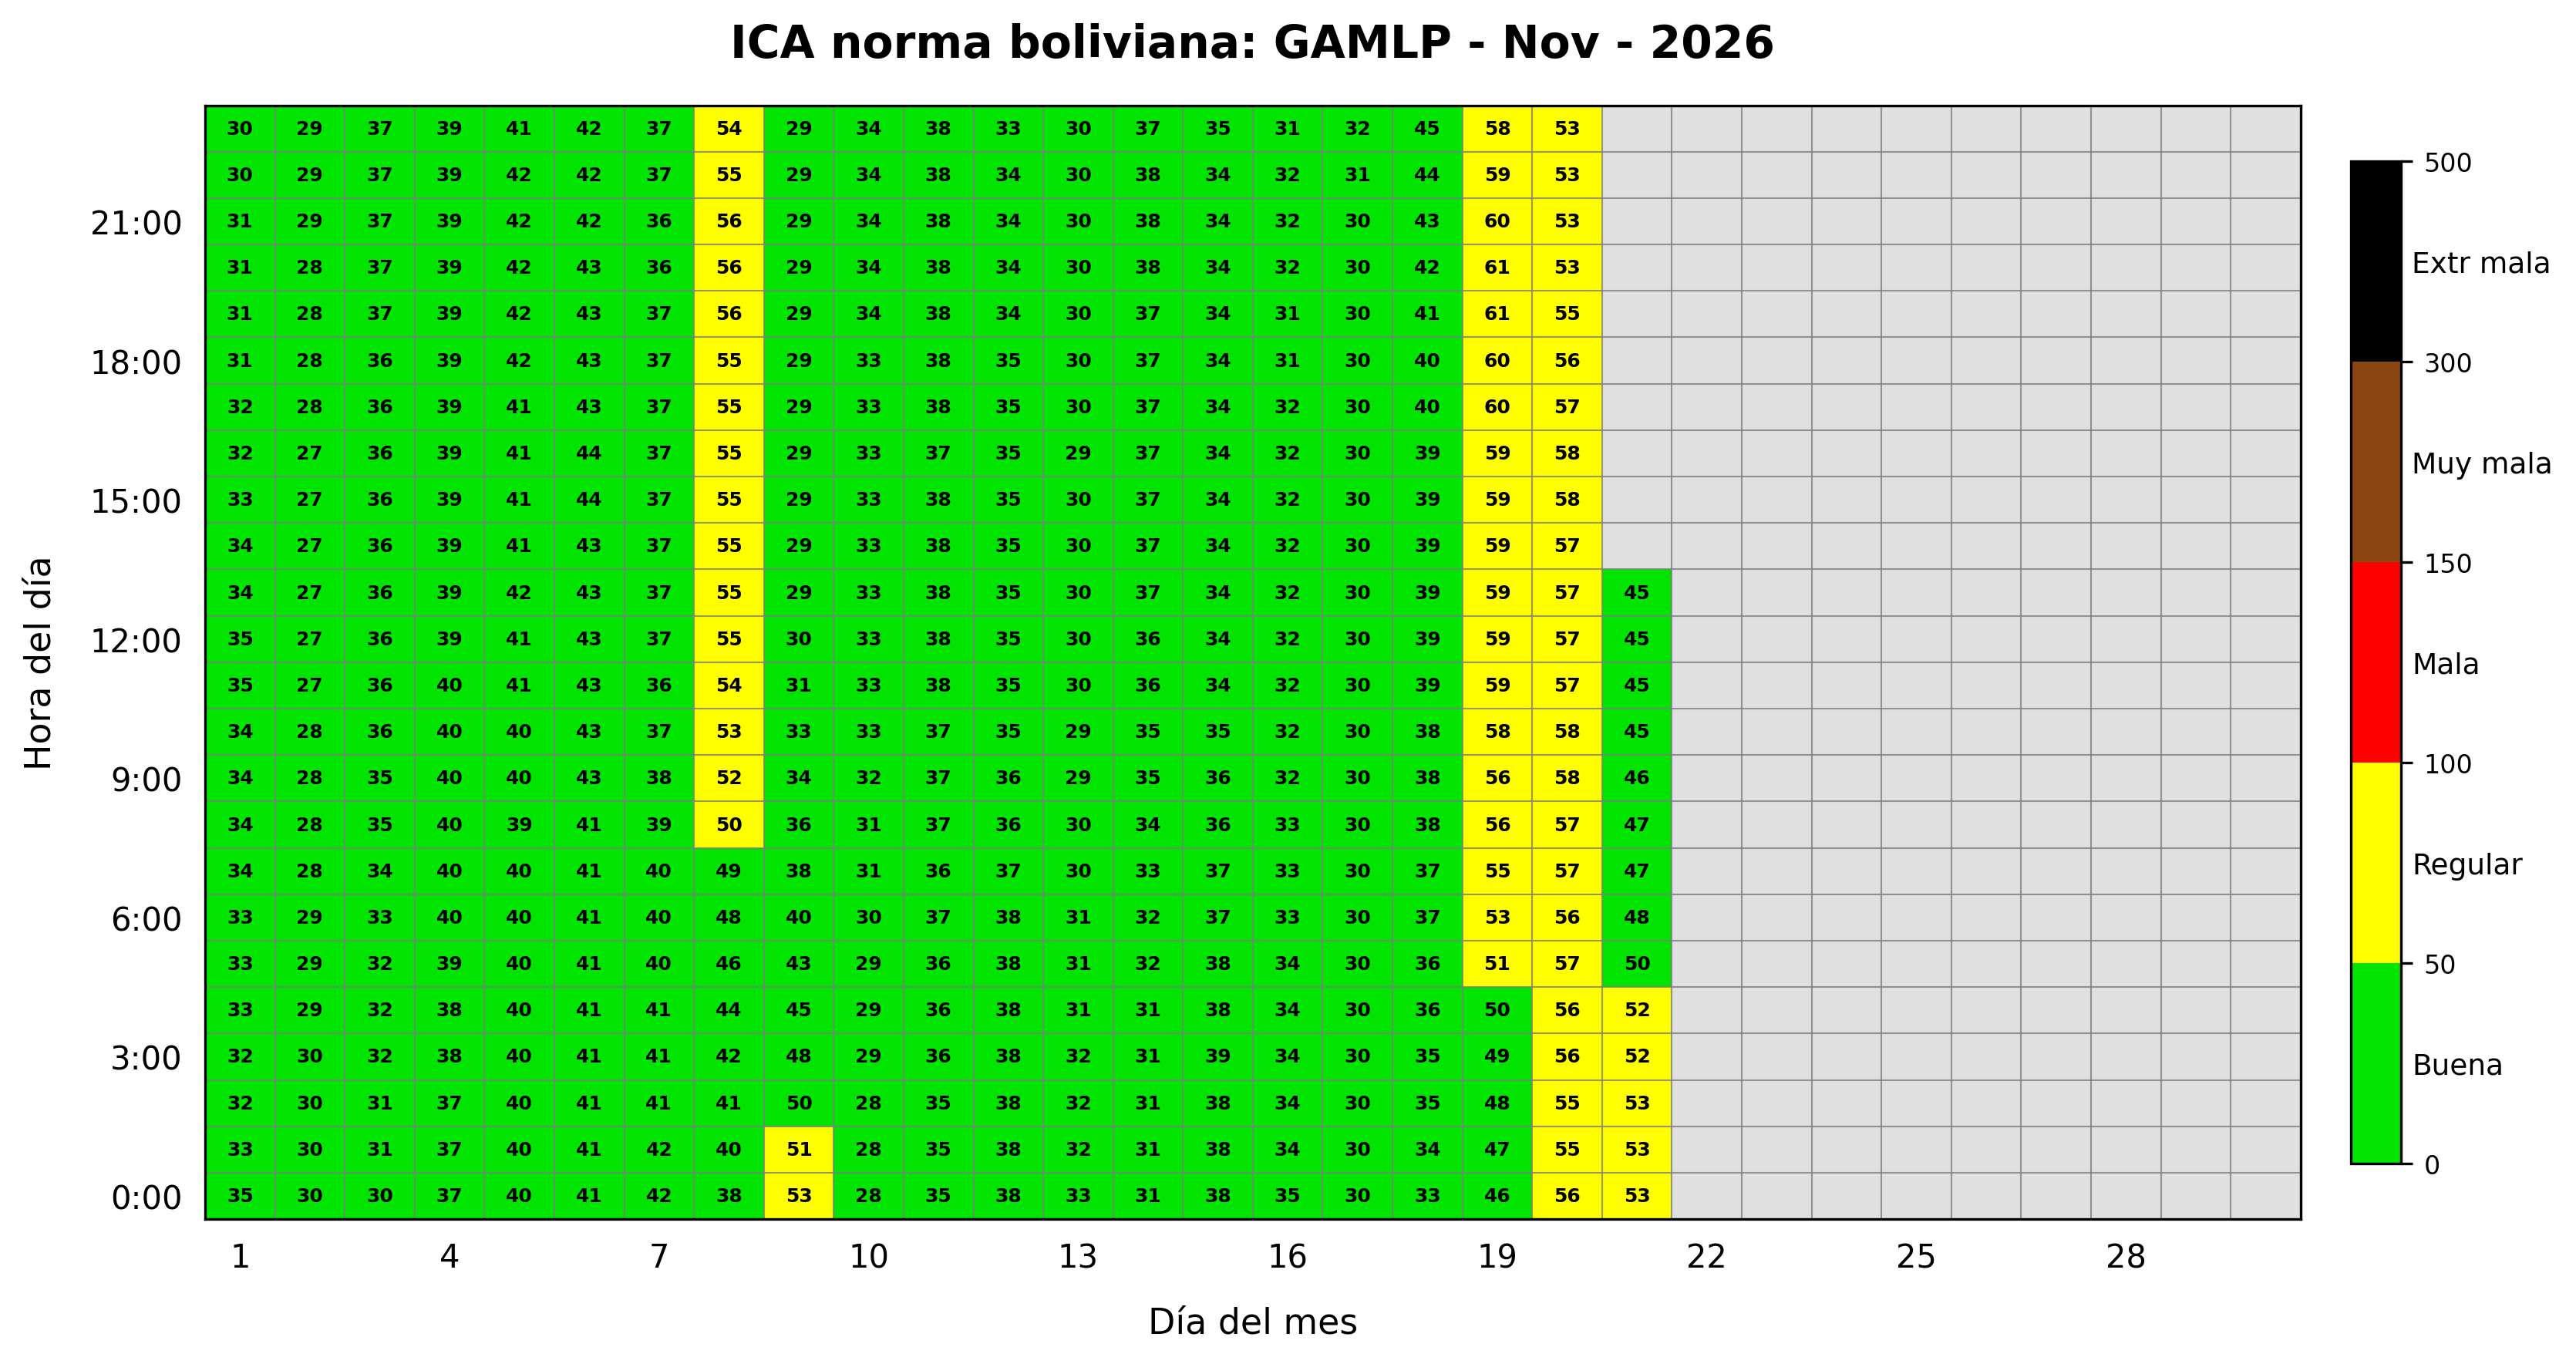 ICA norma boliviana: GAMLP - Nov - 2026
30 29 37 39 41 42 37 54 29 34 38 33 30 37 35 31 32 45 58 53
30 29 37 39 42 42 37 55 29 34 38 34 30 38 34 32 31 44 59 53
21:00 31 29 37 39 42 42 36 56 29 34 38 34 30 38 34 32 30 43 60 53
31 28 37 39 42 43 36 56 29 34 38 34 30 38 34 32 30 42 61 53
31 28 37 39 42 43 37 56 29 34 38 34 30 37 34 31 30 41 61 55
18:00 31 28 36 39 42 43 37 55 29 33 38 35 30 37 34 31 30 40 60 56
32 28 36 39 41 43 37 55 29 33 38 35 30 37 34 32 30 40 60 57
32 27 36 39 41 44 37 55 29 33 37 35 29 37 34 32 30 39 59 58
15:00 33 27 36 39 41 44 37 55 29 33 38 35 30 37 34 32 30 39 59 58
34 27 36 39 41 43 37 55 29 33 38 35 30 37 34 32 30 39 59 57
34 27 36 39 42 43 37 55 29 33 38 35 30 37 34 32 30 39 59 57 45
12:00 35 27 36 39 41 43 37 55 30 33 38 35 30 36 34 32 30 39 59 57 45
35 27 36 40 41 43 36 54 31 33 38 35 30 36 34 32 30 39 59 57 45
34 28 36 40 40 43 37 53 33 33 37 35 29 35 35 32 30 38 58 58 45
9:00 34 28 35 40 40 43 38 52 34 32 37 36 29 35 36 32 30 38 56 58 46
34 28 35 40 39 41 39 50 36 31 37 36 30 34 36 33 30 38 56 57 47
34 28 34 40 40 41 40 49 38 31 36 37 30 33 37 33 30 37 55 57 47
6:00 33 29 33 40 40 41 40 48 40 30 37 38 31 32 37 33 30 37 53 56 48
33 29 32 39 40 41 40 46 43 29 36 38 31 32 38 34 30 36 51 57 50
33 29 32 38 40 41 41 44 45 29 36 38 31 31 38 34 30 36 50 56 52
3:00 32 30 32 38 40 41 41 42 48 29 36 38 32 31 39 34 30 35 49 56 52
32 30 31 37 40 41 41 41 50 28 35 38 32 31 38 34 30 35 48 55 53
33 30 31 37 40 41 42 40 51 28 35 38 32 31 38 34 30 34 47 55 53
0:00 35 30 30 37 40 41 42 38 53 28 35 38 33 31 38 35 30 33 46 56 53
1 4 7 10 13 16 19 22 25 28
Día del mes
Hora del día
500
Extr mala
300
Muy mala
150
Mala
100
Regular
50
Buena
0